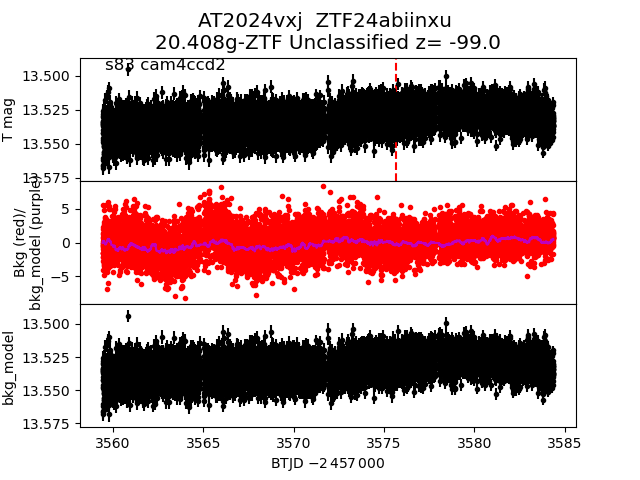 AT2024vxj  ZTF24abiinxu
20.408g-ZTF Unclassified z= -99.0
s83 cam4ccd2
T mag
13.500
13.525
13.550
13.575
Bkg (red)/
bkg_model (purple)
5
0
−5
bkg_model
13.500
13.525
13.550
13.575
3560 3565 3570 3575 3580 3585
BTJD −2 457 000